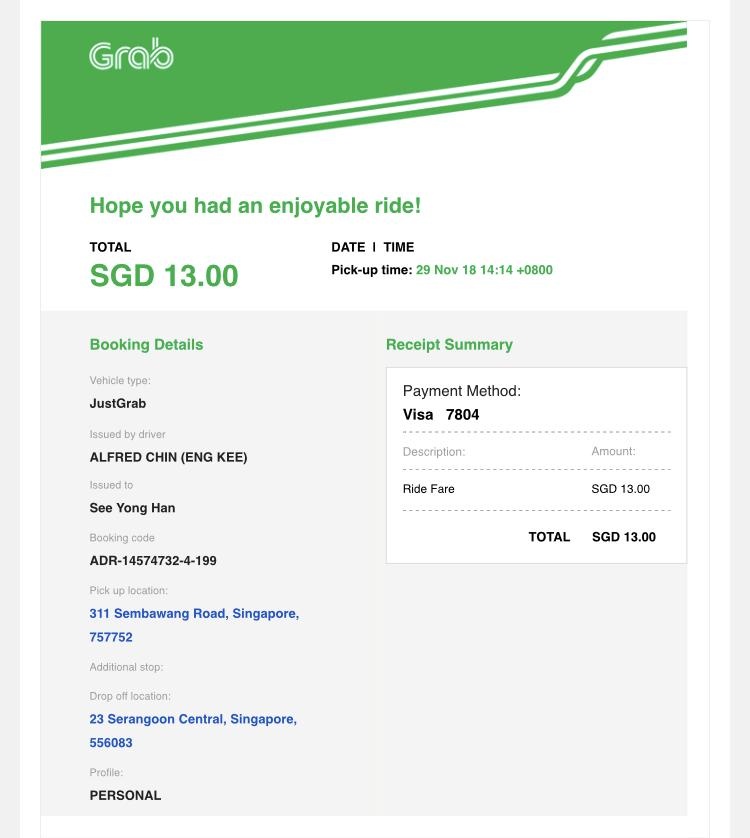 Grab
Hope you had an enjoyable ride!
TOTAL
SGD 13.00
DATE | TIME
Pick-up time: 29 Nov 18 14:14 +0800
Booking Details
Vehicle type:
JustGrab
Issued by driver
ALFRED CHIN (ENG KEE)
Issued to
See Yong Han
Booking code
ADR-14574732-4-199
Pick up location:
311 Sembawang Road, Singapore,
757752
Additional stop:
Drop off location:
23 Serangoon Central, Singapore,
556083
Profile:
PERSONAL
Receipt Summary
Payment Method:
Visa 7804
Description: Amount:
Ride Fare SGD 13.00
TOTAL SGD 13.00